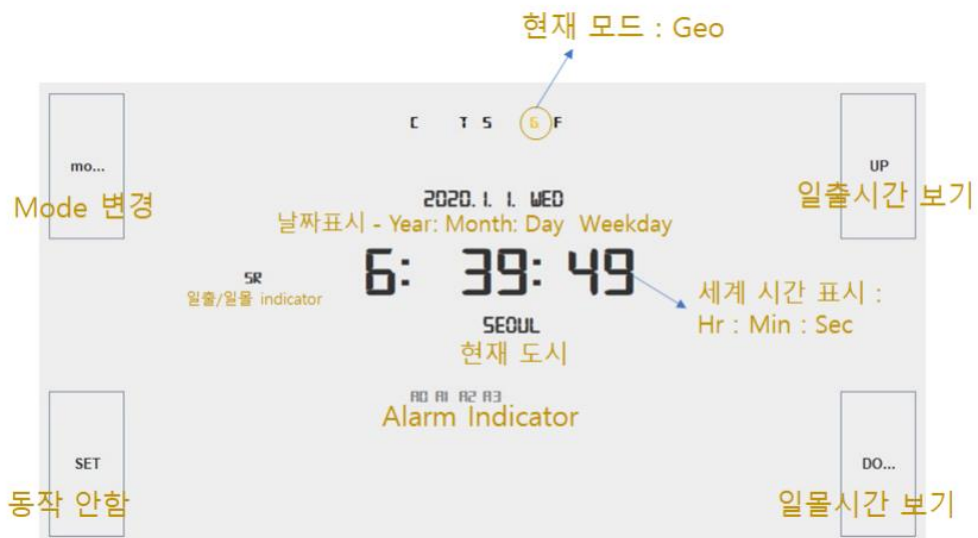 현재 모드 : Geo
C T S G F
mo...
Mode 변경
UP
일출시간 보기
2020. 1. 1. WED
날짜표시 - Year: Month: Day Weekday
6: 39: 49
SR
일출/일몰 indicator
세계 시간 표시 :
Hr : Min : Sec
SEOUL
현재 도시
A0 A1 A2 A3
Alarm Indicator
SET
동작 안함
DO...
일몰시간 보기